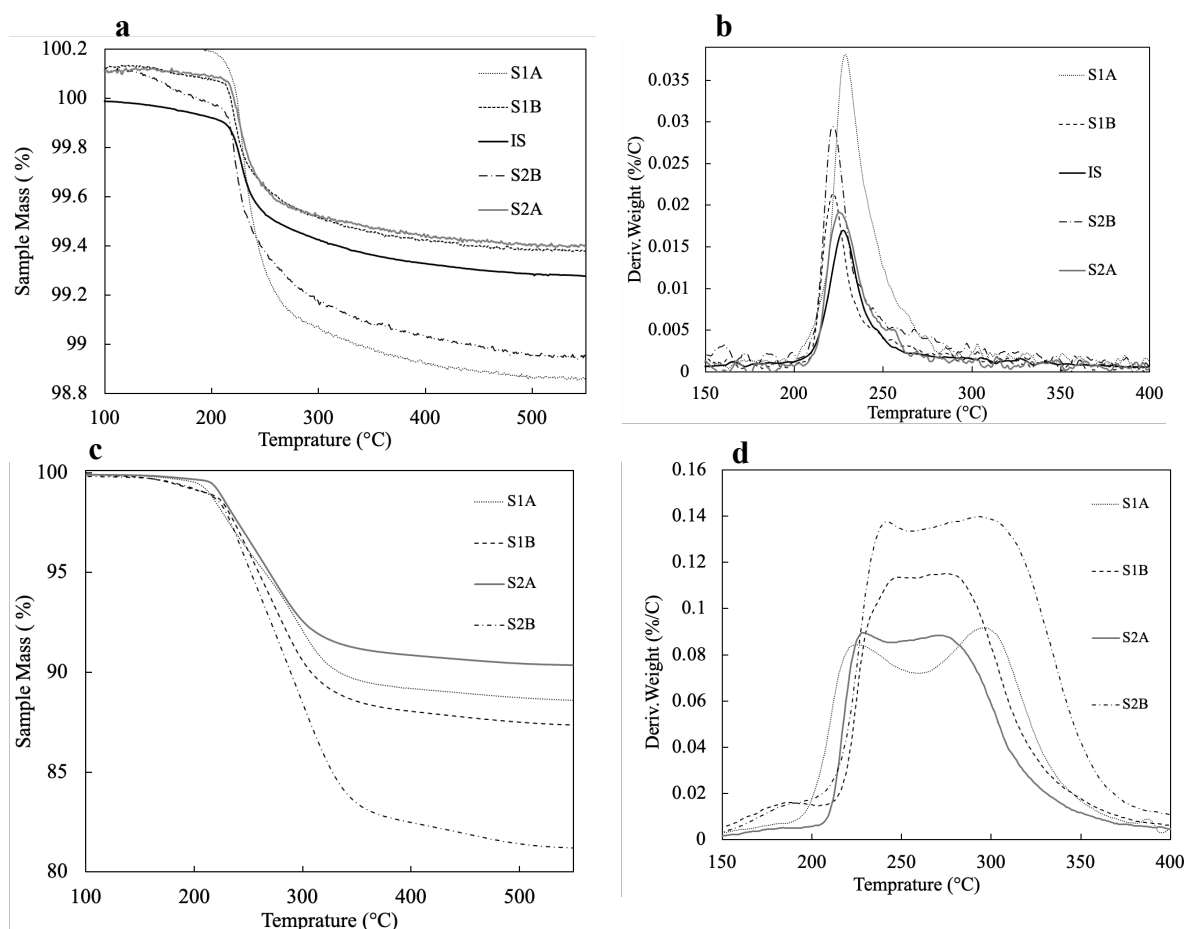 a
100.2
100
99.8
99.6
99.4
99.2
99
98.8
100
200
300
400
500
Sample Mass ( %)
Temprature (°C)
S1A
S1B
IS
S2B
S2A
b
0.035
0.03
0.025
0.02
0.015
0.01
0.005
0
150
200
250
300
350
400
Deriv.Weight (%/C)
Temprature (°C)
S1A
S1B
IS
S2B
S2A
c
100
95
90
85
80
100
200
300
400
500
Sample Mass ( %)
Temprature (°C)
S1A
S1B
S2A
S2B
d
0.16
0.14
0.12
0.1
0.08
0.06
0.04
0.02
0
150
200
250
300
350
400
Deriv.Weight (%/C)
Temprature (°C)
S1A
S1B
S2A
S2B